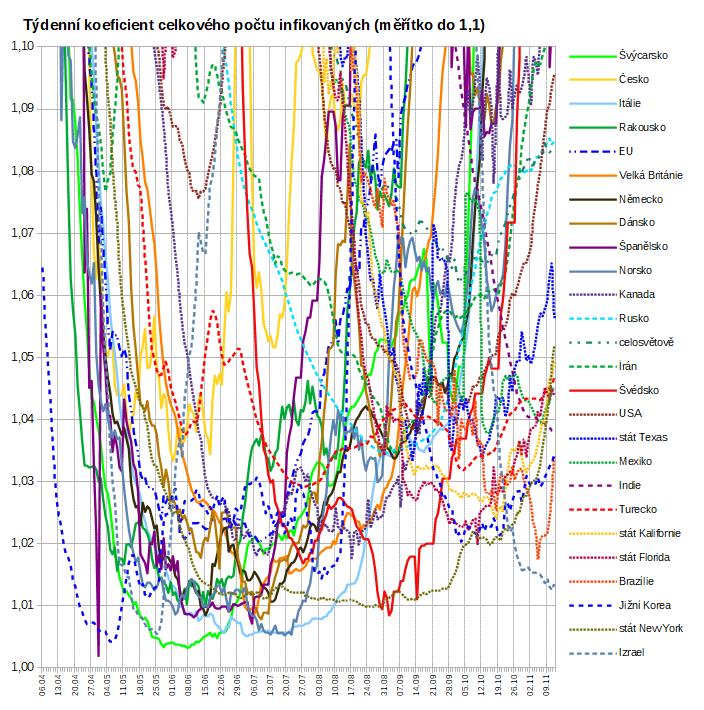 Týdenní koeficient celkového počtu infikovaných (měřítko do 1,1)
1,10
1,09
1,08
1,07
1,06
1,05
1,04
1,03
1,02
1,01
1,00
06.04
13.04
20.04
27.04
04.05
11.05
18.05
25.05
01.06
08.06
15.06
22.06
29.06
06.07
13.07
20.07
27.07
03.08
10.08
17.08
24.08
31.08
07.09
14.09
21.09
28.09
05.10
12.10
19.10
26.10
02.11
09.11
Švýcarsko
Česko
Itálie
Rakousko
EU
Velká Británie
Německo
Dánsko
Španělsko
Norsko
Kanada
Rusko
celosvětově
Írán
Švédsko
USA
stát Texas
Mexiko
Indie
Turecko
stát Kalifornie
stát Florida
Brazílie
Jižní Korea
stát NewYork
Izrael